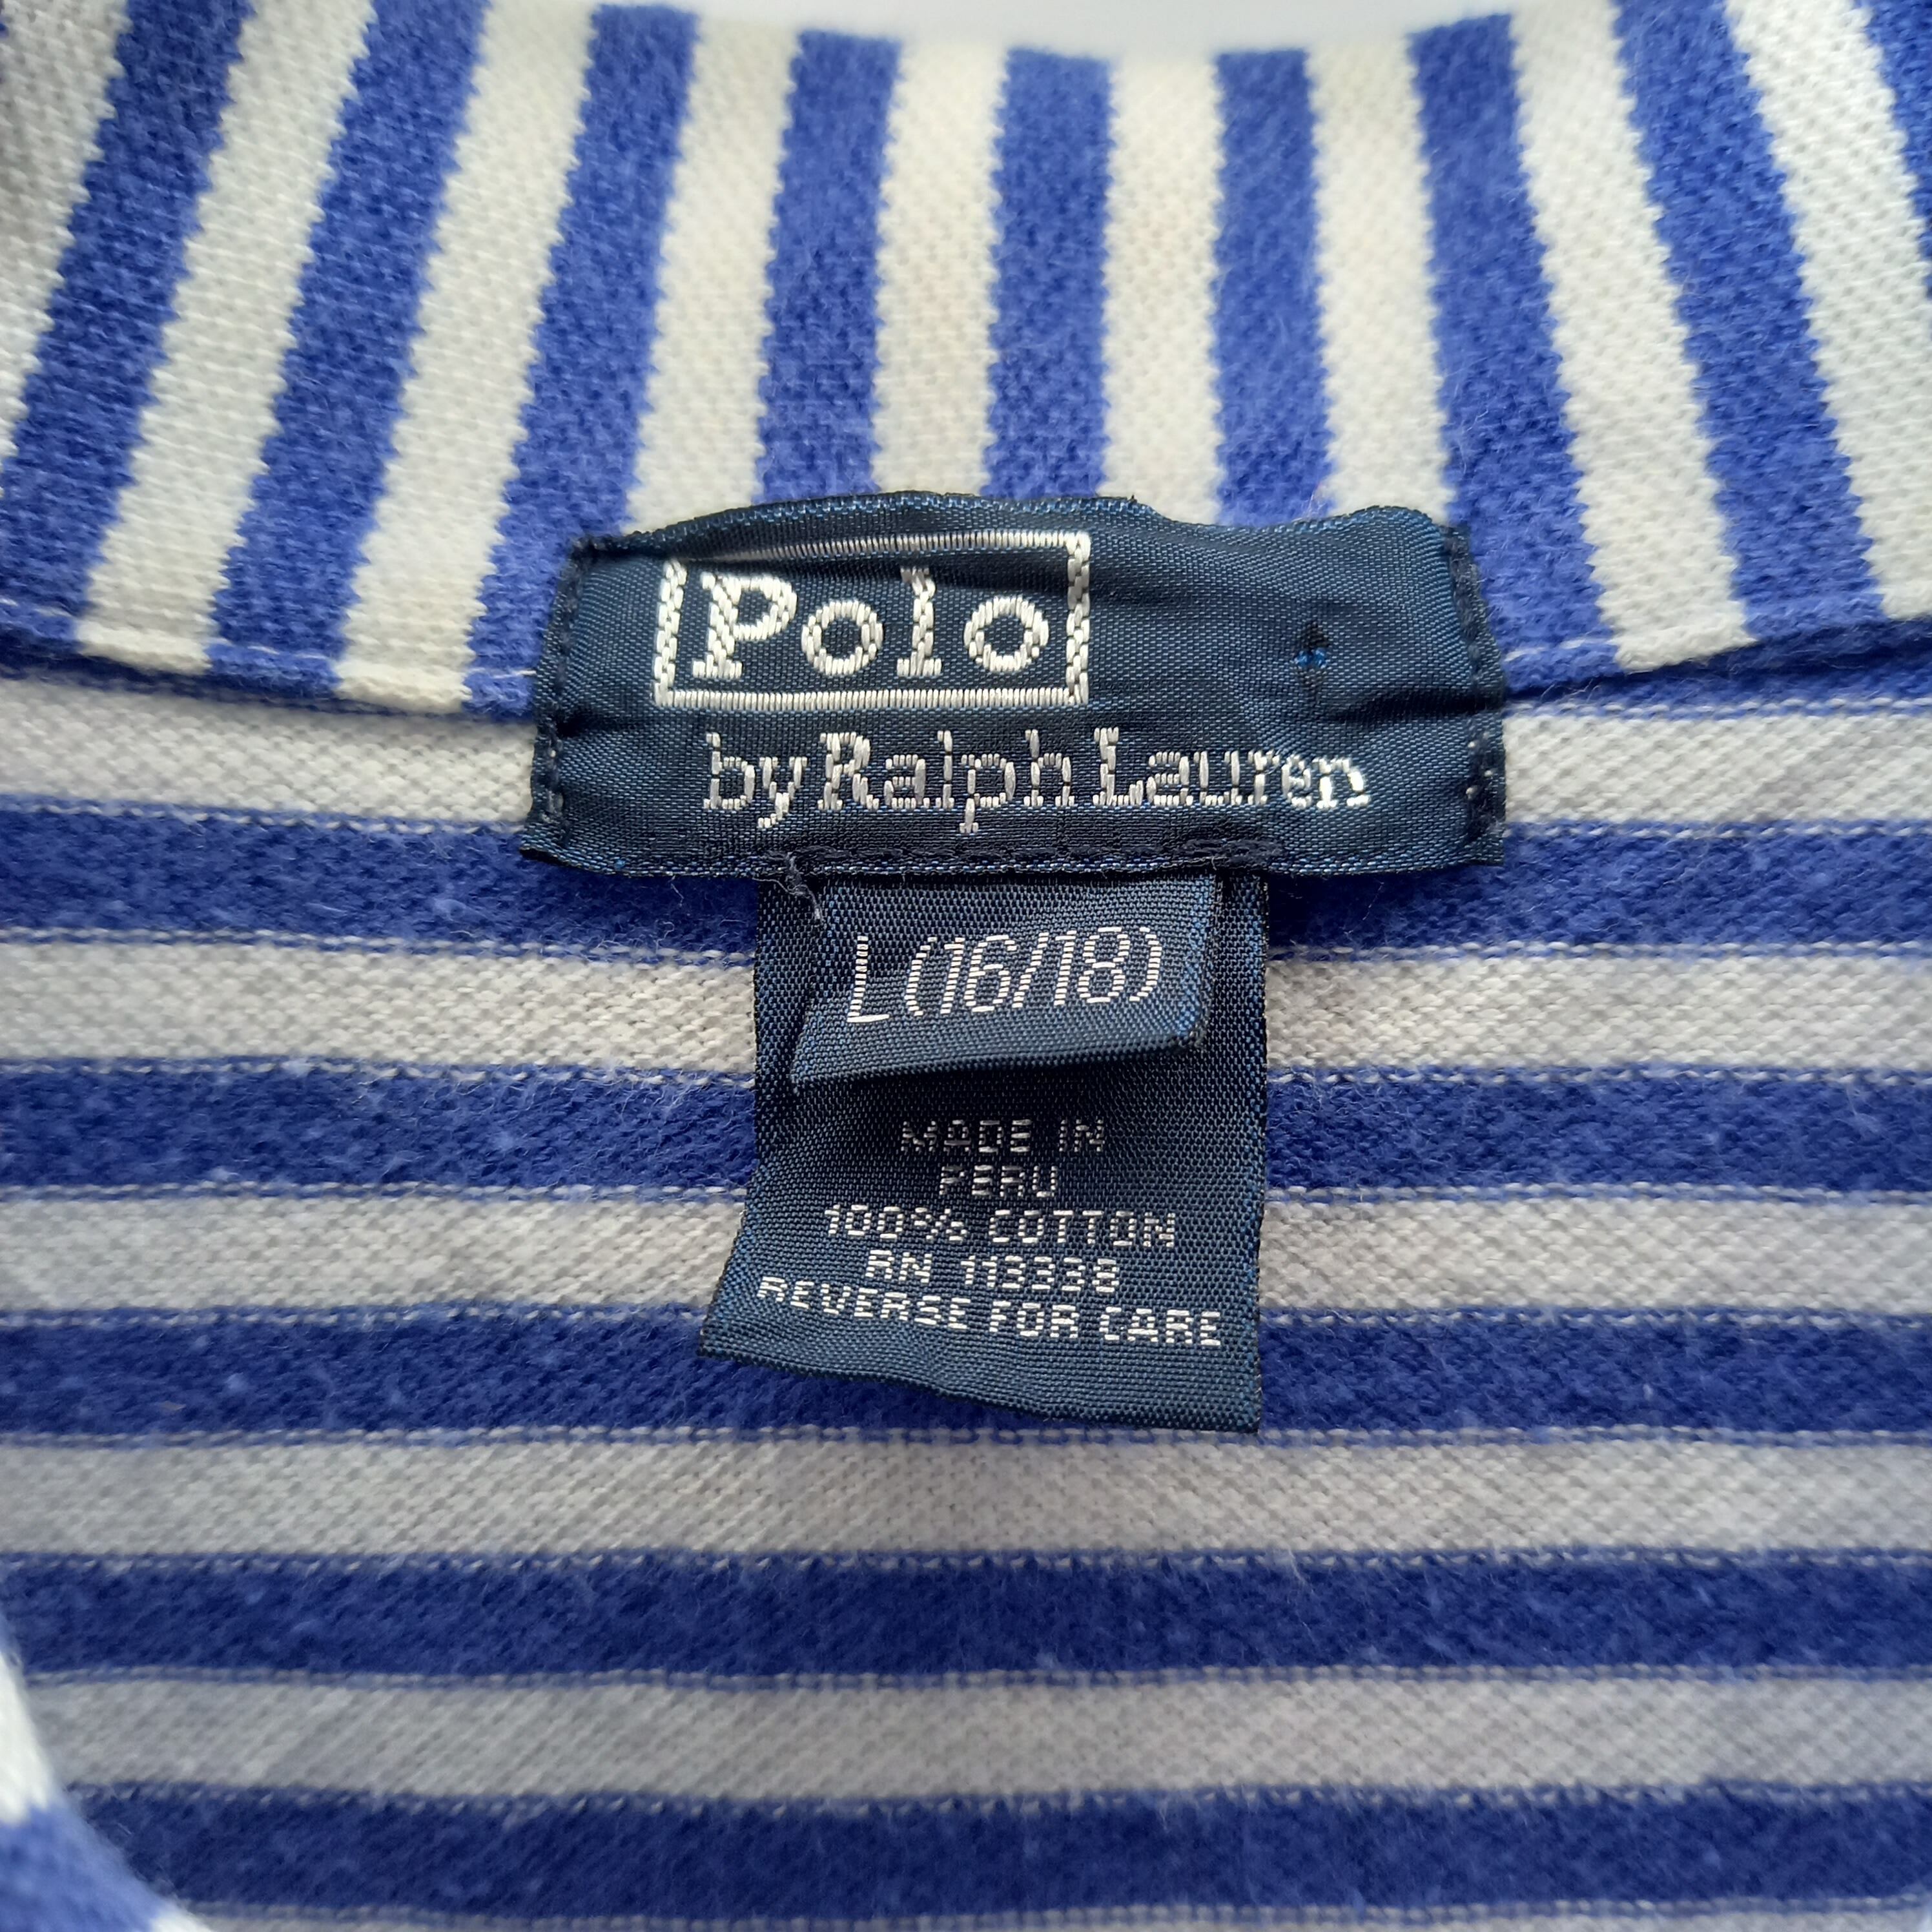 Polo
by Ralph Lauren
L (16/18)
MADE IN
PERU
100% COTTON
RN 113338
REVERSE FOR CARE